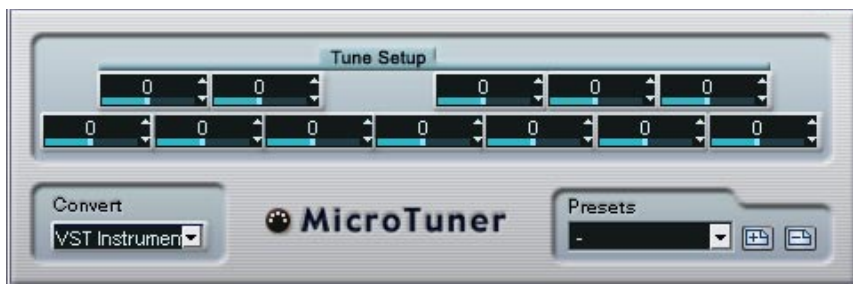 Tune Setup
0 0 0 0 0
0 0 0 0 0 0 0
Convert
VST Instrumen
MicroTuner
Presets
-